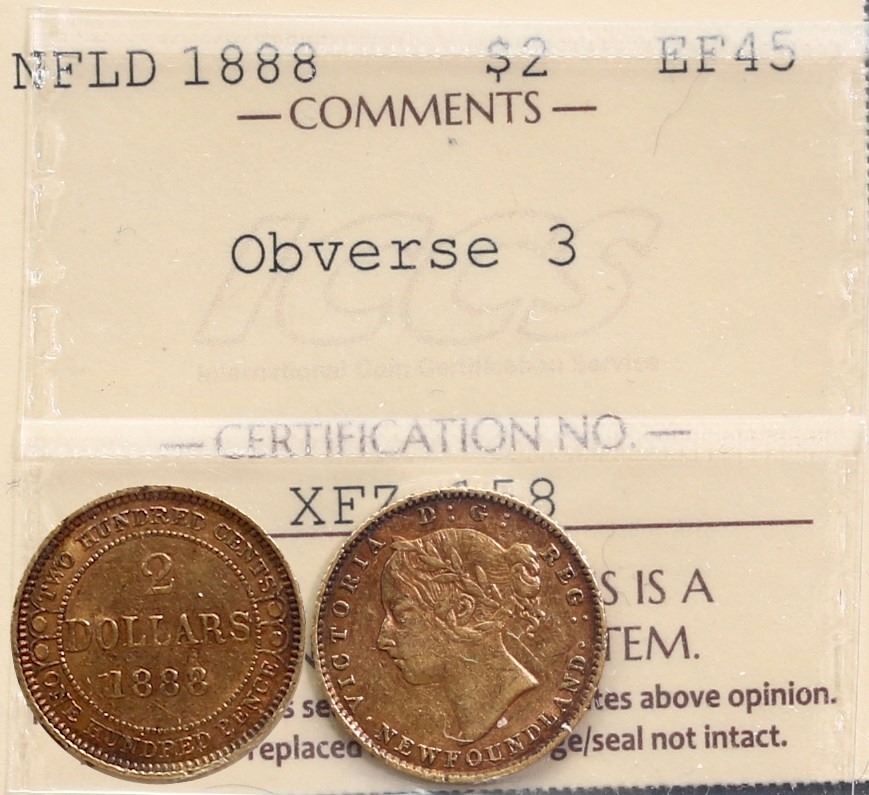 NFLD 1888 $2 EF45
— COMMENTS —
Obverse 3
ICCS
International Coin Certification Service
— CERTIFICATION NO. —
XF7 158
S IS A
TEM.
tes above opinion.
replaced ge/seal not intact.
TWO HUNDRED CENTS
2
DOLLARS
1888
ONE HUNDRED PENCE
VICTORIA D:G: REG:
NEWFOUNDLAND.